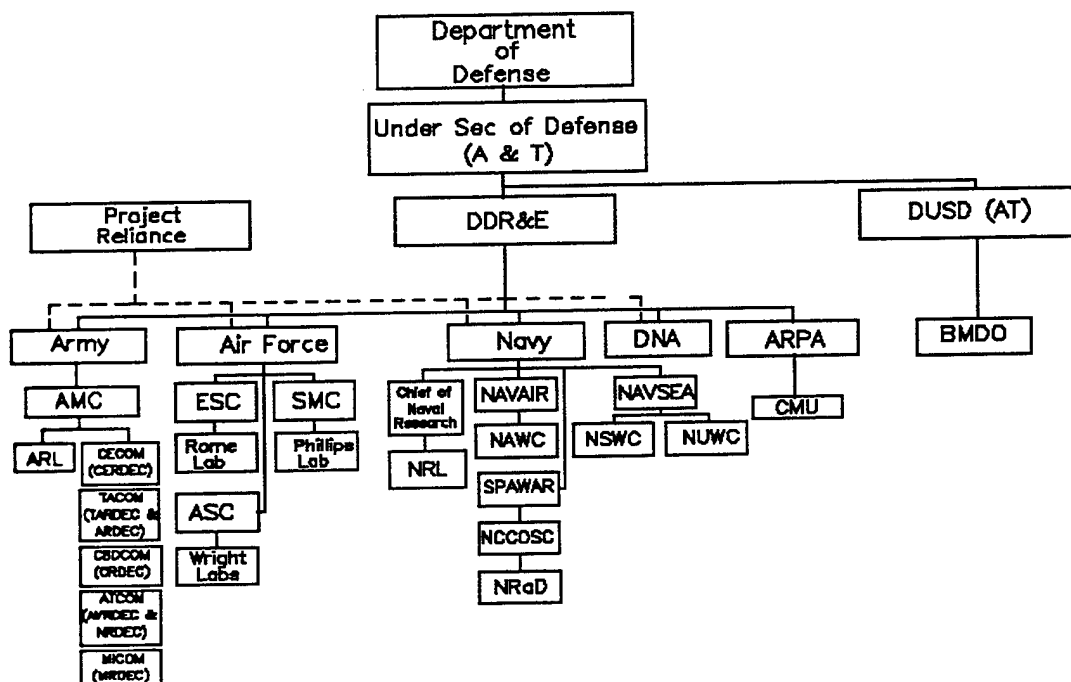 Department
of
Defense
Under Sec of Defense
(A & T)
Project
Reliance
DDR&E
DUSD (AT)
Army
Air Force
Navy
DNA
ARPA
BMDO
AMC
ESC
SMC
Chief of
Naval
Research
NAVAIR
NAVSEA
CMU
ARL
CECOM
(CERDEC)
Rome
Lab
Phillips
Lab
NRL
NAWC
NSWC
NUWC
TACOM
(TARDEC &
ARDEC)
ASC
SPAWAR
CBDCOM
(CRDEC)
Wright
Labs
NCCOSC
ATCOM
(AVRDEC &
NRDEC)
NRaD
MICOM
(MRDEC)